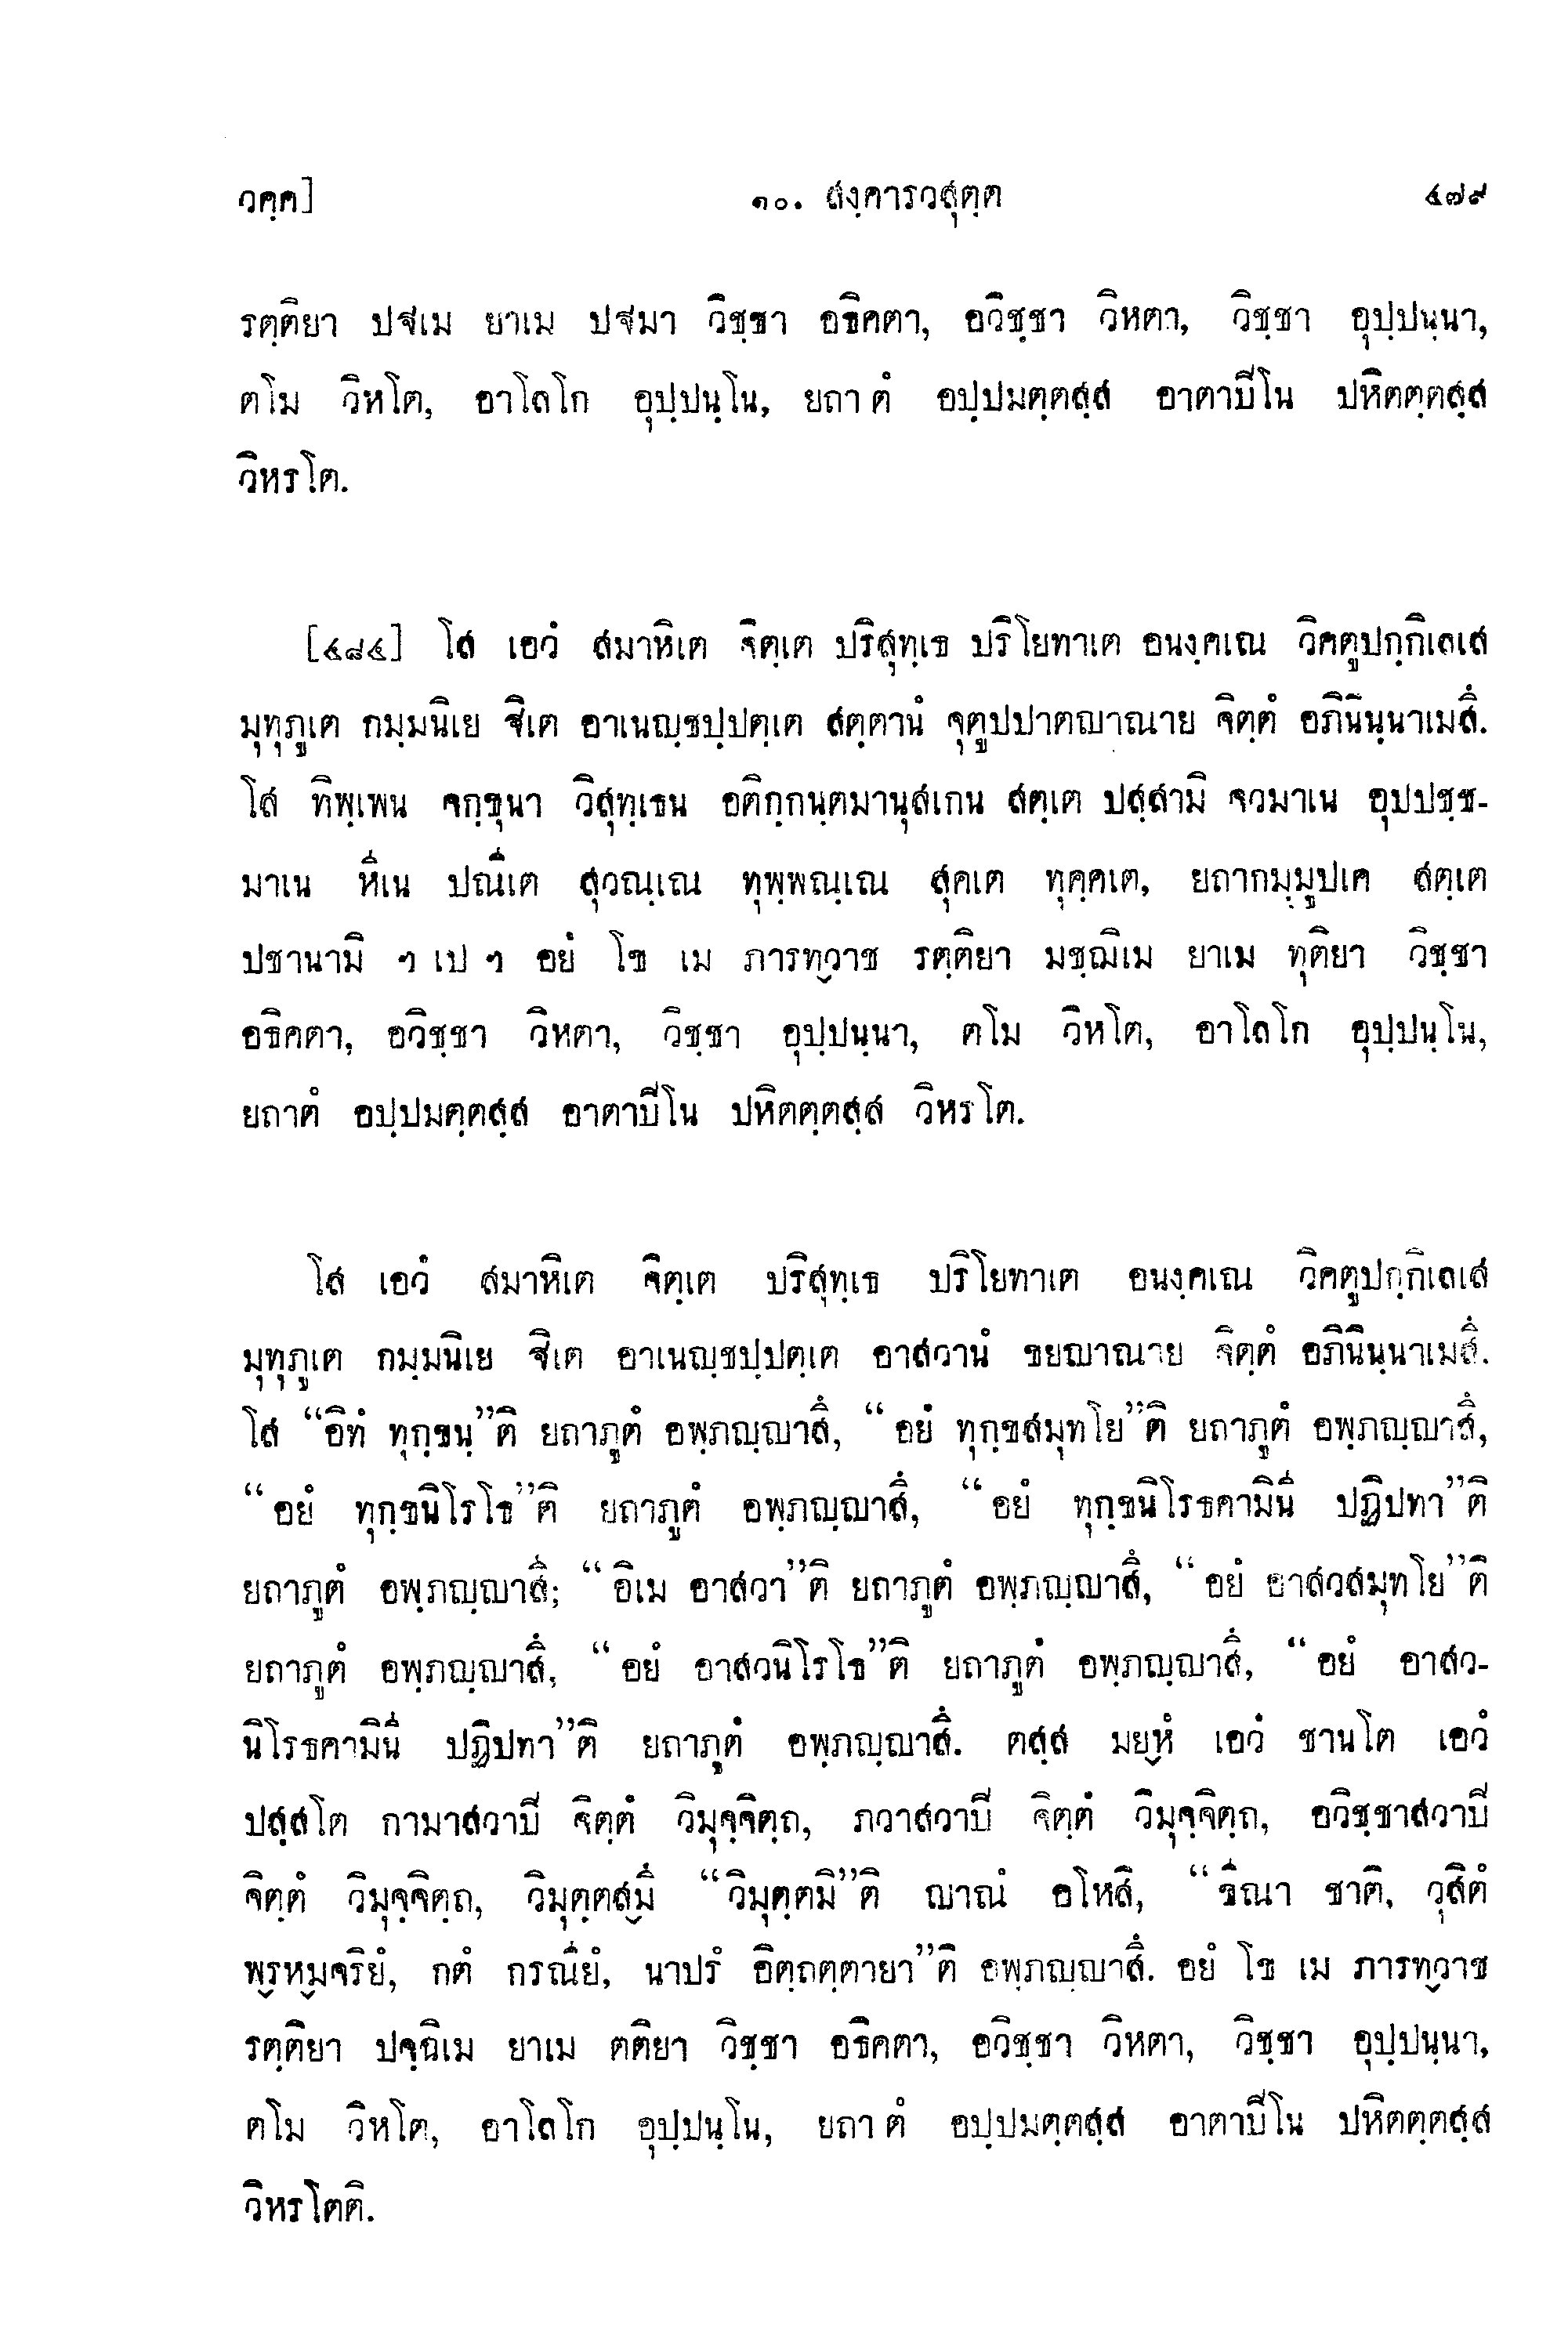 วคฺค]
๑๐. สงฺคารวสุตฺต
๔๗๙
รตฺติยา ปฐเม ยาเม ปฐมา วิชฺชา อธิคตา, อวิชฺชา วิหตา, วิชฺชา อุปฺปนฺนา,
ตโม วิหโต, อาโลโก อุปฺปนฺโน, ยถา ตํ อปฺปมตฺตสฺส อาตาปิโน ปหิตตฺตสฺส
วิหรโต.
[๔๘๔] โส เอวํ สมาหิเต จิตฺเต ปริสุทฺเธ ปริโยทาเต อนงฺคเณ วิคตูปกฺกิเลเส
มุทุภูเต กมฺมนิเย ฐิเต อาเนญฺชปฺปตฺเต สตฺตานํ จุตูปปาตญาณาย จิตฺตํ อภินินฺนาเมสึ.
โส ทิพฺเพน จกฺขุนา วิสุทฺเธน อติกฺกนฺตมานุสเกน สตฺเต ปสฺสามิ จวมาเน อุปปชฺช-
มาเน หีเน ปณีเต สุวณฺเณ ทุพฺพณฺเณ สุคเต ทุคฺคเต, ยถากมฺมูปเค สตฺเต
ปชานามิ ฯ เป ฯ อยํ โข เม ภารทฺวาช รตฺติยา มชฺฌิเม ยาเม ทุติยา วิชฺชา
อธิคตา, อวิชฺชา วิหตา, วิชฺชา อุปฺปนฺนา, ตโม วิหโต, อาโลโก อุปฺปนฺโน,
ยถาตํ อปฺปมตฺตสฺส อาตาปิโน ปหิตตฺตสฺส วิหรโต.
โส เอวํ สมาหิเต จิตฺเต ปริสุทฺเธ ปริโยทาเต อนงฺคเณ วิคตูปกฺกิเลเส
มุทุภูเต กมฺมนิเย ฐิเต อาเนญฺชปฺปตฺเต อาสวานํ ขยญาณาย จิตฺตํ อภินินฺนาเมสึ.
โส “อิทํ ทุกฺขนฺ”ติ ยถาภูตํ อพฺภญฺญาสึ, “อยํ ทุกฺขสมุทโย”ติ ยถาภูตํ อพฺภญฺญาสึ,
“อยํ ทุกฺขนิโรโธ”ติ ยถาภูตํ อพฺภญฺญาสึ, “อยํ ทุกฺขนิโรธคามินี ปฏิปทา”ติ
ยถาภูตํ อพฺภญฺญาสึ; “อิเม อาสวา”ติ ยถาภูตํ อพฺภญฺญาสึ, “อยํ อาสวสมุทโย”ติ
ยถาภูตํ อพฺภญฺญาสึ, “อยํ อาสวนิโรโธ”ติ ยถาภูตํ อพฺภญฺญาสึ, “อยํ อาสว-
นิโรธคามินี ปฏิปทา”ติ ยถาภูตํ อพฺภญฺญาสึ. ตสฺส มยฺหํ เอวํ ชานโต เอวํ
ปสฺสโต กามาสวาปิ จิตฺตํ วิมุจฺจิตฺถ, ภวาสวาปิ จิตฺตํ วิมุจฺจิตฺถ, อวิชฺชาสวาปิ
จิตฺตํ วิมุจฺจิตฺถ, วิมุตฺตสฺมึ “วิมุตฺตมิ”ติ ญาณํ อโหสิ, “ขีณา ชาติ, วุสิตํ
พฺรหฺมจริยํ, กตํ กรณียํ, นาปรํ อิตฺถตฺตายา”ติ อพฺภญฺญาสึ. อยํ โข เม ภารทฺวาช
รตฺติยา ปจฺฉิเม ยาเม ตติยา วิชฺชา อธิคตา, อวิชฺชา วิหตา, วิชฺชา อุปฺปนฺนา,
ตโม วิหโต, อาโลโก อุปฺปนฺโน, ยถา ตํ อปฺปมตฺตสฺส อาตาปิโน ปหิตตฺตสฺส
วิหรโตติ.